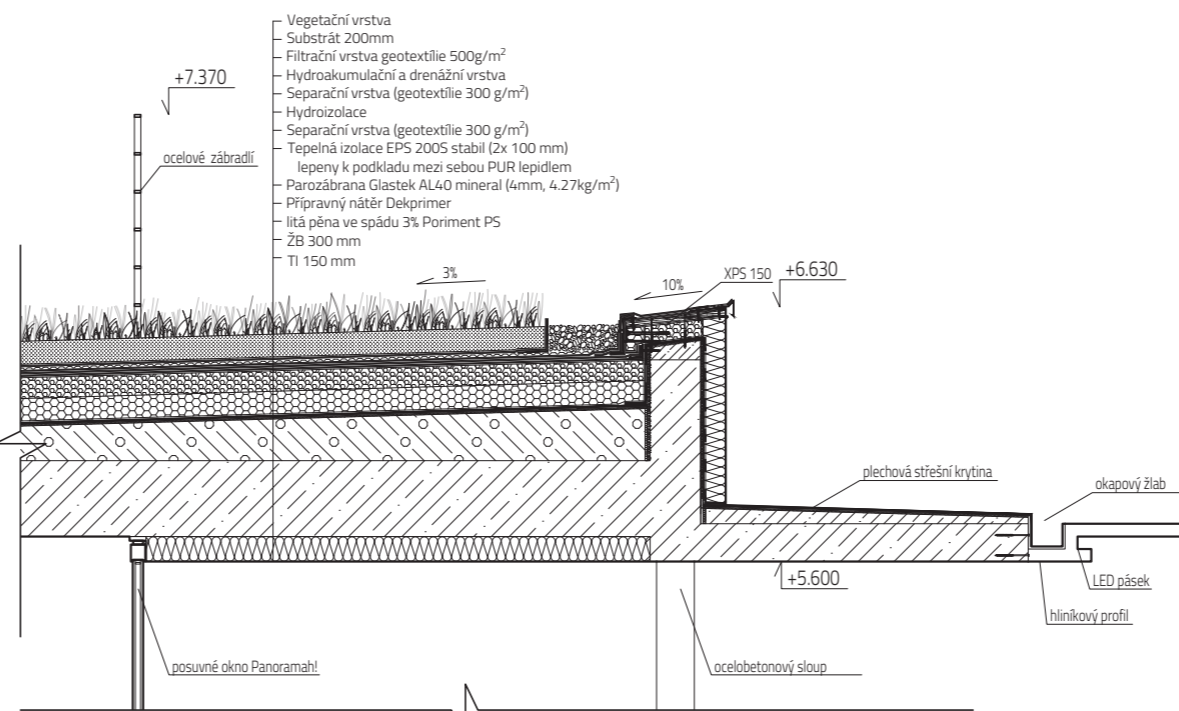 Vegetační vrstva
Substrát 200mm
Filtrační vrstva geotextílie 500g/m²
Hydroakumulační a drenážní vrstva
Separační vrstva (geotextílie 300 g/m²)
Hydroizolace
Separační vrstva (geotextílie 300 g/m²)
Tepelná izolace EPS 200S stabil (2x 100 mm)
lepeny k podkladu mezi sebou PUR lepidlem
Parozábrana Glastek AL40 mineral (4mm, 4.27kg/m²)
Přípravný nátěr Dekprimer
litá pěna ve spádu 3% Poriment PS
ŽB 300 mm
TI 150 mm
+7.370
ocelové zábradlí
3%
10%
XPS 150
+6.630
plechová střešní krytina
okapový žlab
+5.600
LED pásek
hliníkový profil
posuvné okno Panoramah!
ocelobetonový sloup